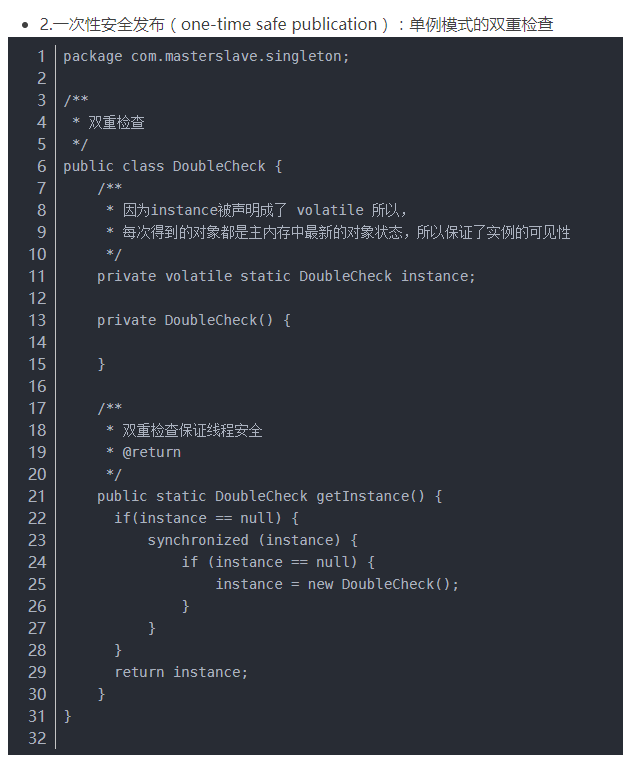 2.一次性安全发布（one-time safe publication）：单例模式的双重检查
1 package com.masterslave.singleton;
2
3 /**
4  * 双重检查
5  */
6 public class DoubleCheck {
7     /**
8      * 因为instance被声明成了 volatile 所以，
9      * 每次得到的对象都是主内存中最新的对象状态，所以保证了实例的可见性
10      */
11     private volatile static DoubleCheck instance;
12
13     private DoubleCheck() {
14
15     }
16
17     /**
18      * 双重检查保证线程安全
19      * @return
20      */
21     public static DoubleCheck getInstance() {
22       if(instance == null) {
23           synchronized (instance) {
24               if (instance == null) {
25                   instance = new DoubleCheck();
26               }
27           }
28       }
29       return instance;
30     }
31 }
32